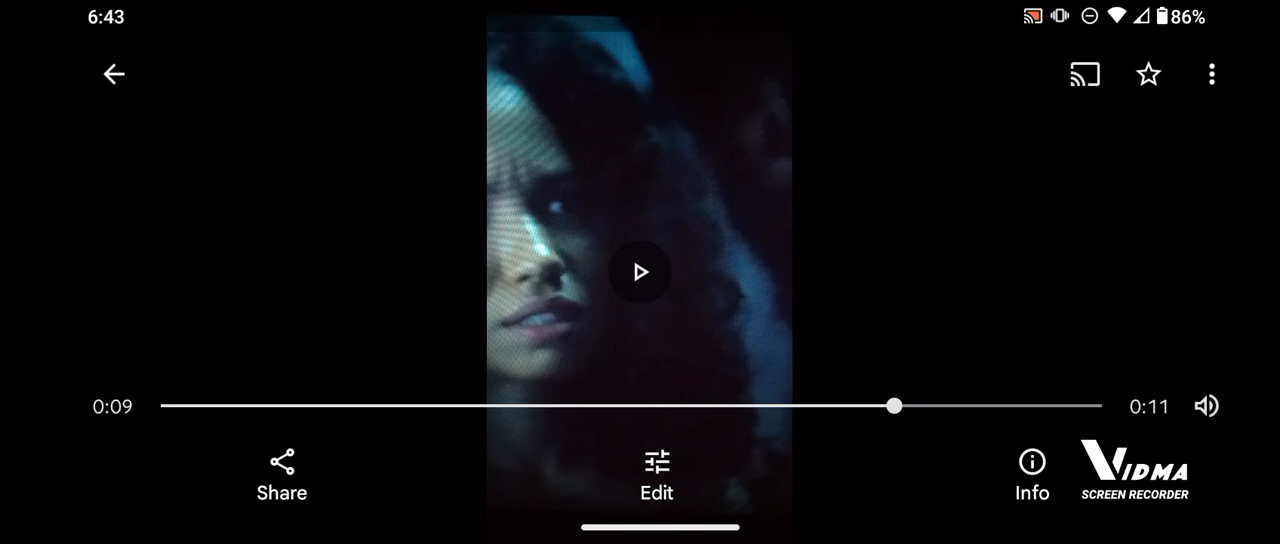 6:43
86%
0:09
0:11
Share
Edit
Info
VIDMA
SCREEN RECORDER